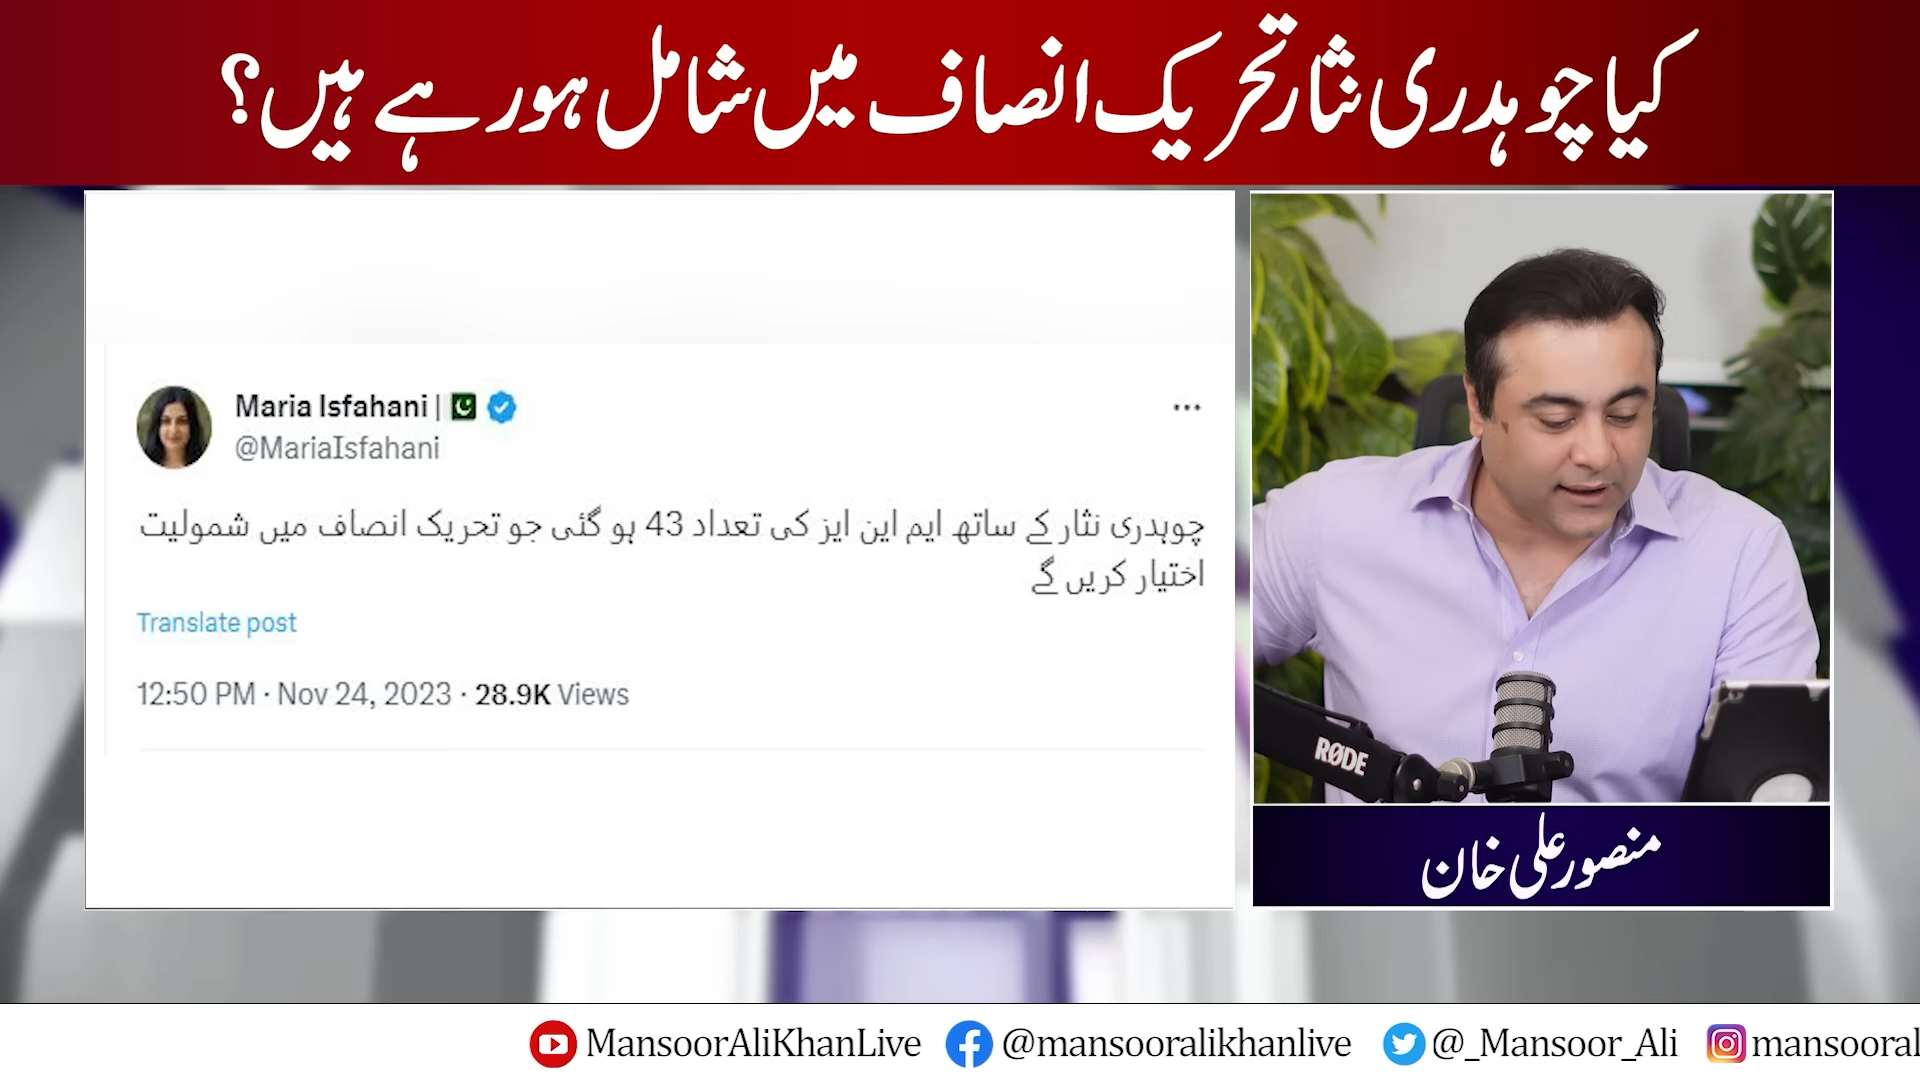 کیا چوہدری نثار تحریک انصاف میں شامل ہورہے ہیں؟
Maria Isfahani |
@MariaIsfahani
چوہدری نثار کے ساتھ ایم این ایز کی تعداد 43 ہو گئی جو تحریک انصاف میں شمولیت
اختیار کریں گے
Translate post
12:50 PM · Nov 24, 2023 · 28.9K Views
RØDE
منصور علی خان
MansoorAliKhanLive @mansooralikhanlive @_Mansoor_Ali mansooral